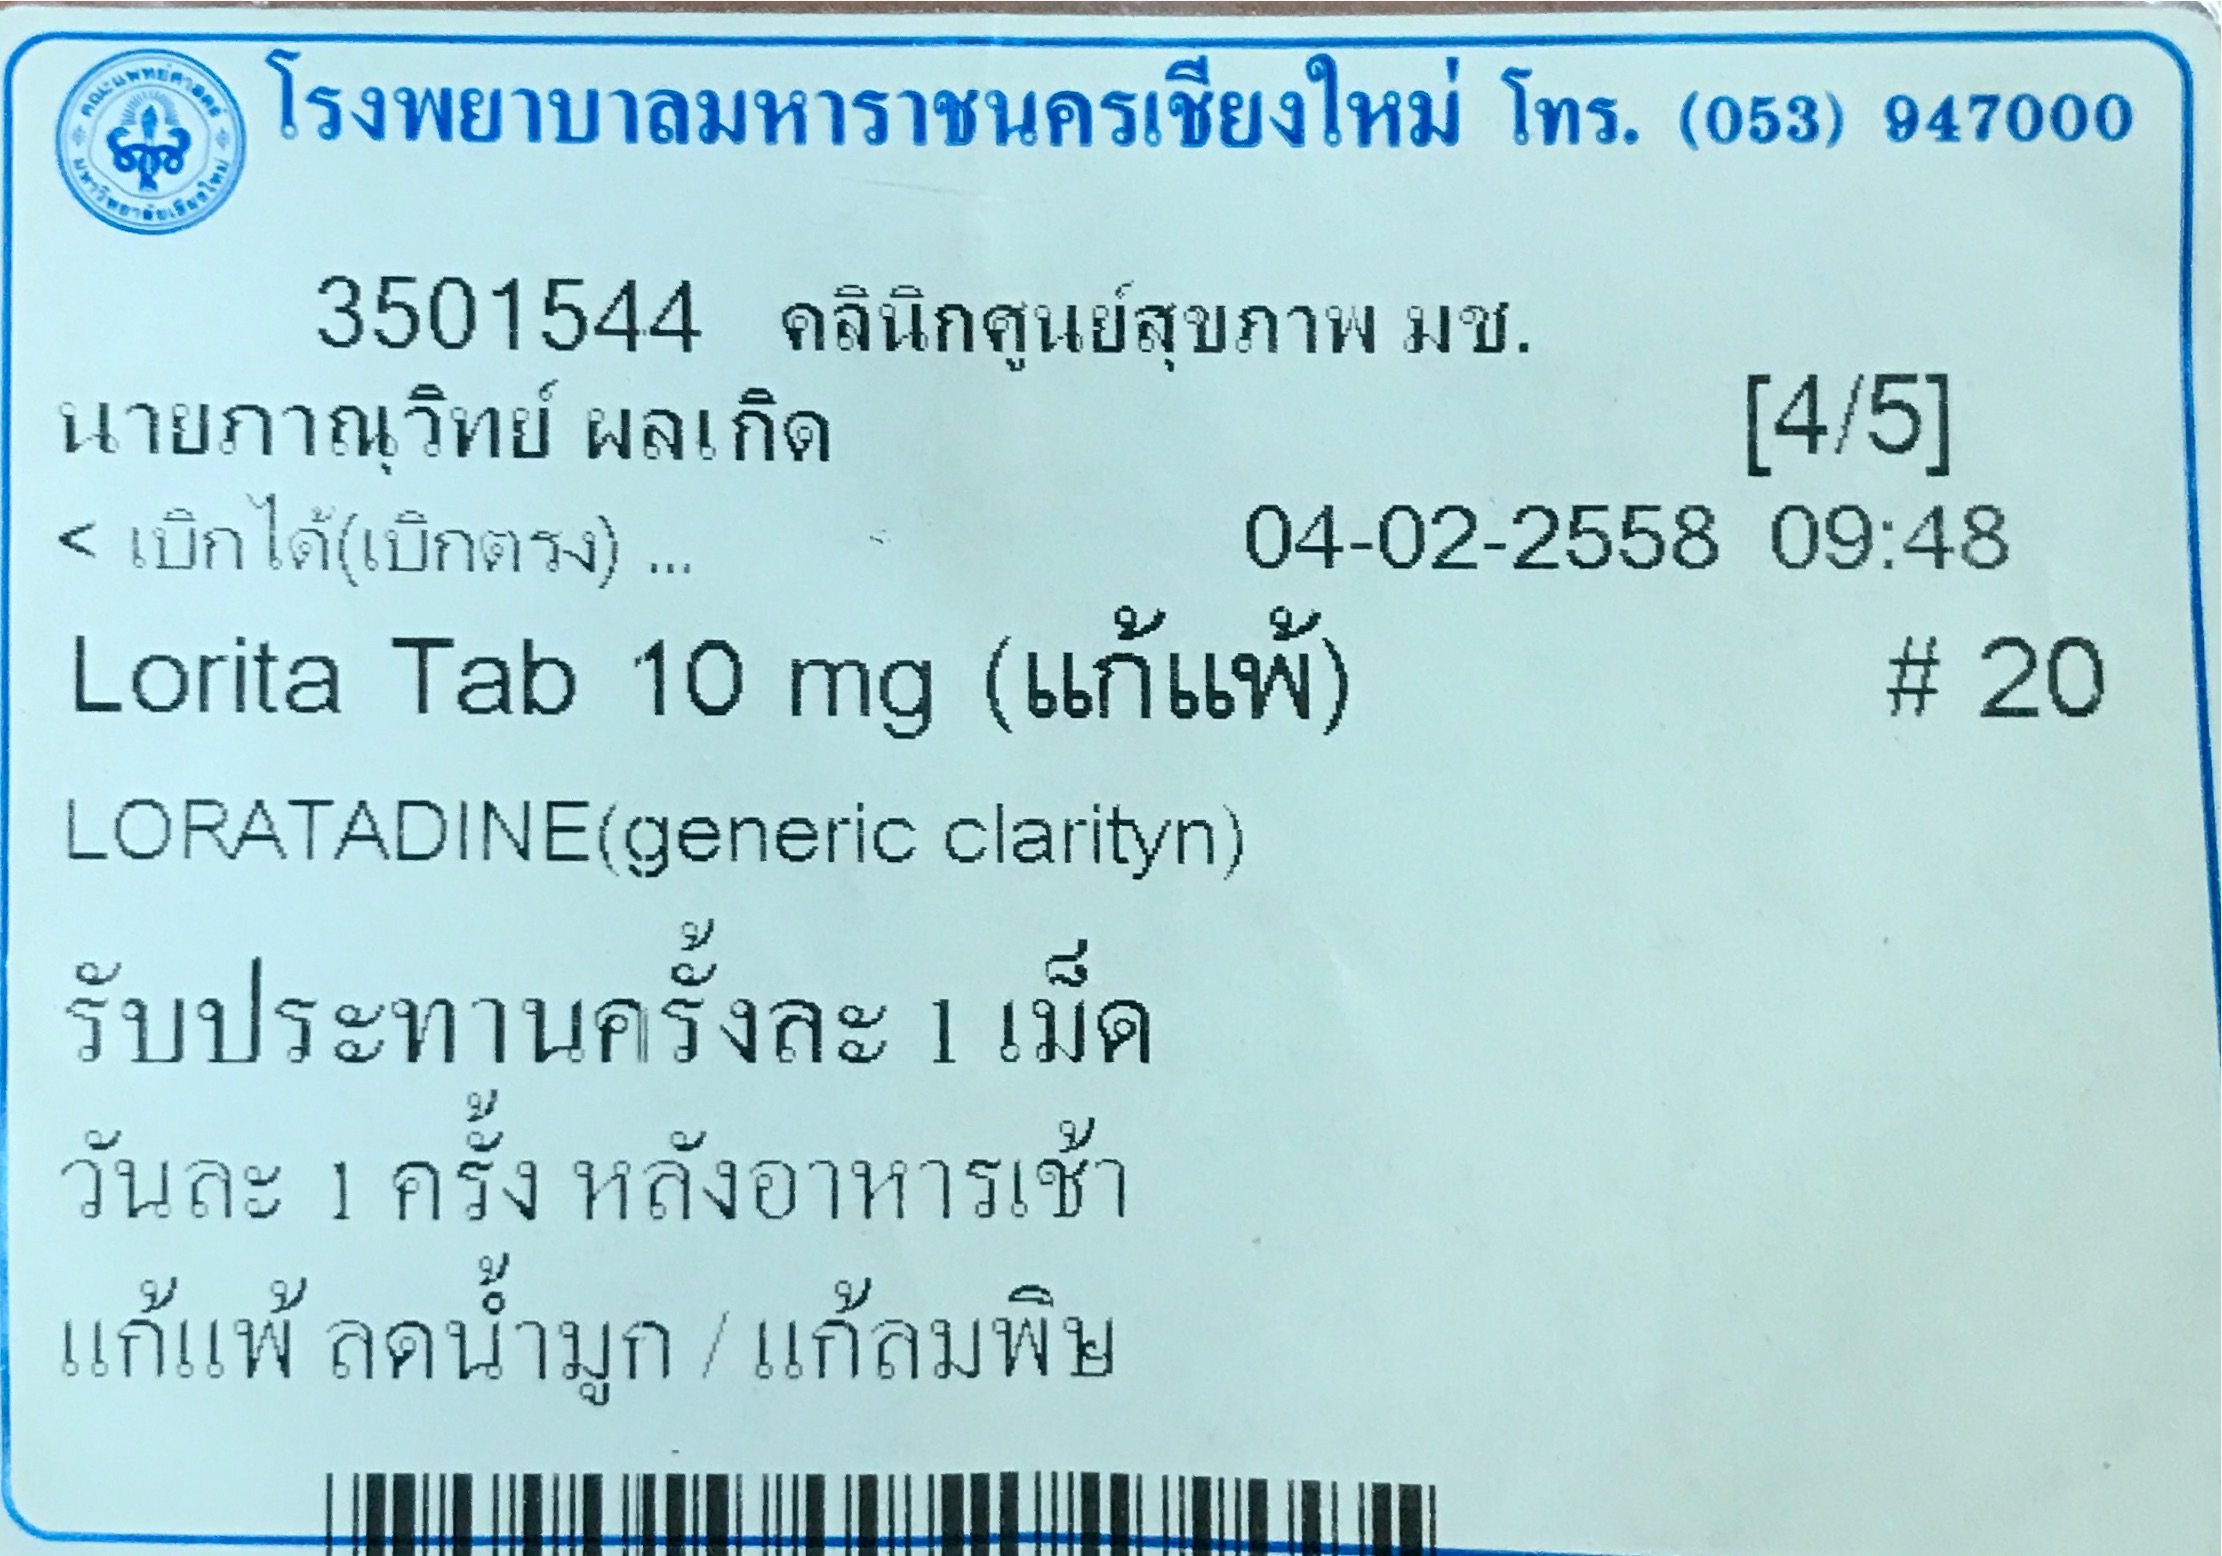 คณะแพทยศาสตร์
มหาวิทยาลัยเชียงใหม่
โรงพยาบาลมหาราชนครเชียงใหม่ โทร. (053) 947000
3501544 คลินิกศูนย์สุขภาพ มช.
นายภาณุวิทย์ ผลเกิด [4/5]
< เบิกได้(เบิกตรง) ... 04-02-2558 09:48
Lorita Tab 10 mg (แก้แพ้) # 20
LORATADINE(generic clarityn)
รับประทานครั้งละ 1 เม็ด
วันละ 1 ครั้ง หลังอาหารเช้า
แก้แพ้ ลดน้ำมูก / แก้ลมพิษ